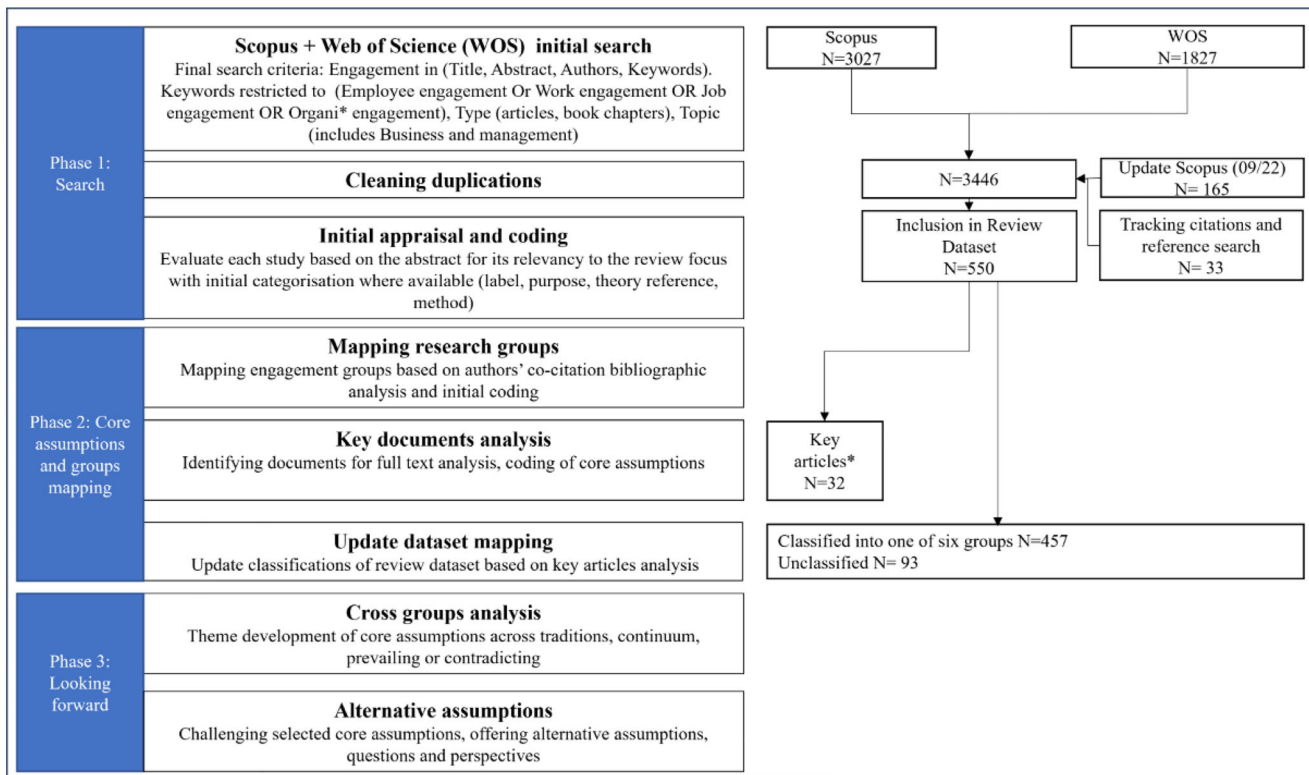 Phase 1:
Search
Scopus + Web of Science (WOS) initial search
Final search criteria: Engagement in (Title, Abstract, Authors, Keywords).
Keywords restricted to (Employee engagement Or Work engagement OR Job
engagement OR Organi* engagement), Type (articles, book chapters), Topic
(includes Business and management)
Cleaning duplications
Initial appraisal and coding
Evaluate each study based on the abstract for its relevancy to the review focus
with initial categorisation where available (label, purpose, theory reference,
method)
Phase 2: Core
assumptions
and groups
mapping
Mapping research groups
Mapping engagement groups based on authors' co-citation bibliographic
analysis and initial coding
Key documents analysis
Identifying documents for full text analysis, coding of core assumptions
Update dataset mapping
Update classifications of review dataset based on key articles analysis
Phase 3:
Looking
forward
Cross groups analysis
Theme development of core assumptions across traditions, continuum,
prevailing or contradicting
Alternative assumptions
Challenging selected core assumptions, offering alternative assumptions,
questions and perspectives
Scopus
N=3027
WOS
N=1827
N=3446
Update Scopus (09/22)
N= 165
Inclusion in Review
Dataset
N=550
Tracking citations and
reference search
N= 33
Key
articles*
N=32
Classified into one of six groups N=457
Unclassified N= 93